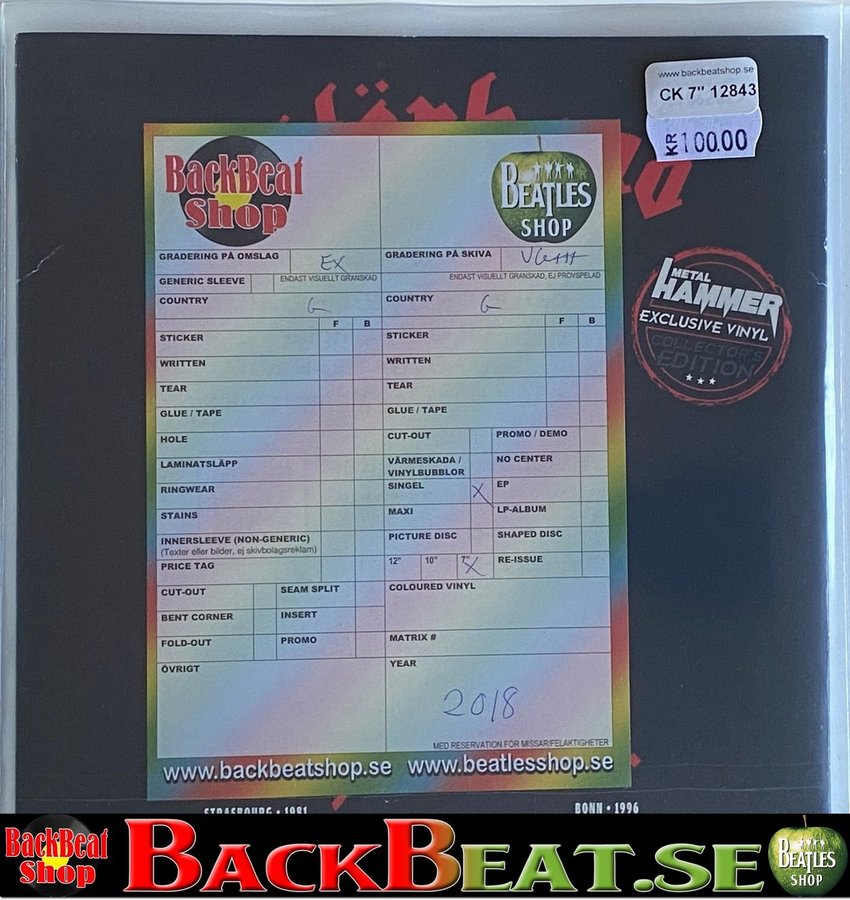 www.backbeatshop.se
CK 7" 12843
KR 100.00
BackBeat
Shop
BEATLES
SHOP
GRADERING PÅ OMSLAG EX
GRADERING PÅ SKIVA VG+++
GENERIC SLEEVE ENDAST VISUELLT GRANSKAD
ENDAST VISUELLT GRANSKAD, EJ PROVSPELAD
COUNTRY G
COUNTRY G
F B
F B
STICKER
STICKER
WRITTEN
WRITTEN
TEAR
TEAR
GLUE / TAPE
GLUE / TAPE
HOLE
CUT-OUT
PROMO / DEMO
LAMINATSLÄPP
VÄRMESKADA /
VINYLBUBBLOR
NO CENTER
RINGWEAR
SINGEL X
EP
STAINS
MAXI
LP-ALBUM
INNERSLEEVE (NON-GENERIC)
(Texter eller bilder, ej skivbolagsreklam)
PICTURE DISC
SHAPED DISC
PRICE TAG
12" 10" 7" X
RE-ISSUE
CUT-OUT
SEAM SPLIT
COLOURED VINYL
BENT CORNER
INSERT
FOLD-OUT
PROMO
MATRIX #
ÖVRIGT
YEAR
2018
MED RESERVATION FÖR MISSAR/FELAKTIGHETER
www.backbeatshop.se www.beatlesshop.se
METAL
HAMMER
EXCLUSIVE VINYL
COLLECTOR'S
EDITION
STRASBOURG • 1981
BONN • 1996
BackBeat
Shop
BACKBEAT.SE
BEATLES
SHOP